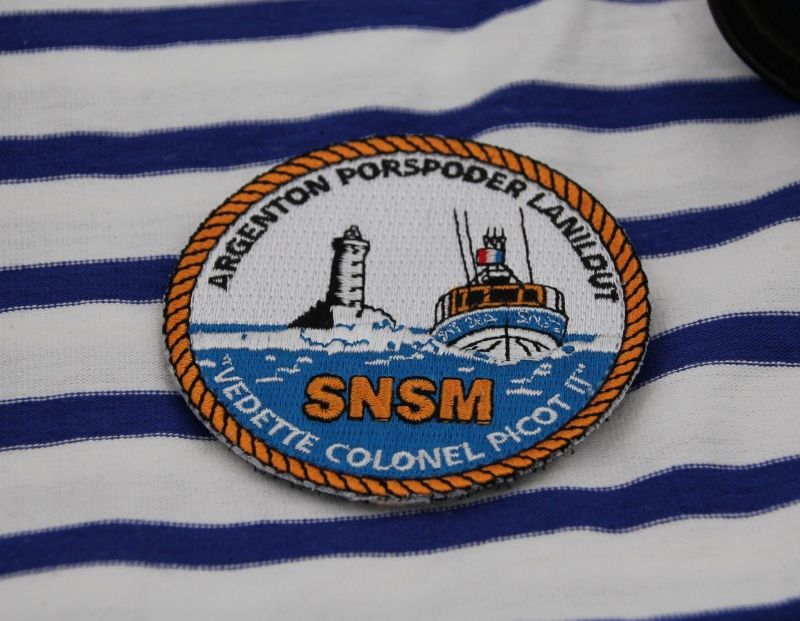 ARGENTON PORSPODER LANILDUT
SNSM
"VEDETTE COLONEL PICOT II"